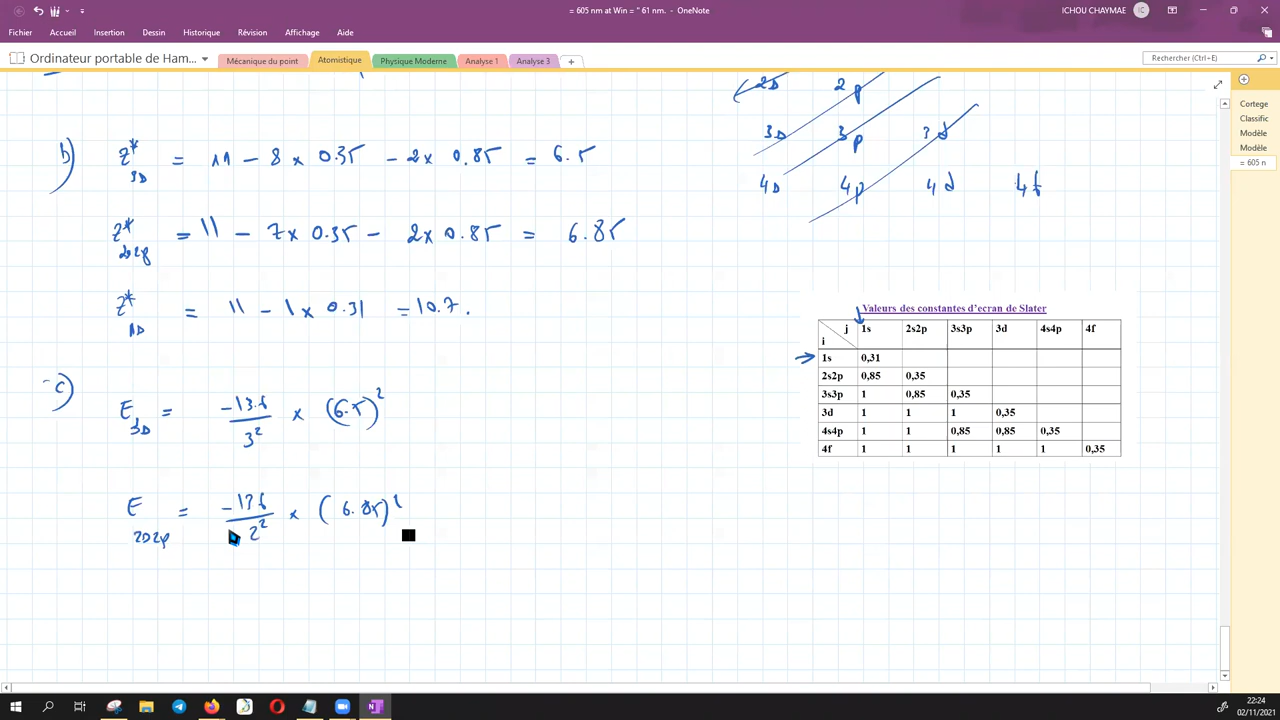 = 605 nm at Win = " 61 nm. - OneNote
ICHOU CHAYMAE IC
Fichier Accueil Insertion Dessin Historique Révision Affichage Aide
Ordinateur portable de Ham...
Mécanique du point Atomistique Physique Moderne Analyse 1 Analyse 3 +
Rechercher (Ctrl+E)
Cortege
Classific
Modéle
Modéle
= 605 n
2s 2p
3s 3p 3d
4s 4p 4d 4f
b) Z*3s = 11 - 8 x 0.35 - 2 x 0.85 = 6.5
Z*2s2p = 11 - 7 x 0.35 - 2 x 0.85 = 6.85
Z*1s = 11 - 1 x 0.31 = 10.7.
c) E3s = -13.6 / 3² x (6.5)²
E2s2p = -13.6 / 2² x (6.85)²
Valeurs des constantes d'ecran de Slater
i j 1s 2s2p 3s3p 3d 4s4p 4f
1s 0,31
2s2p 0,85 0,35
3s3p 1 0,85 0,35
3d 1 1 1 0,35
4s4p 1 1 0,85 0,85 0,35
4f 1 1 1 1 1 0,35
22:24
02/11/2021